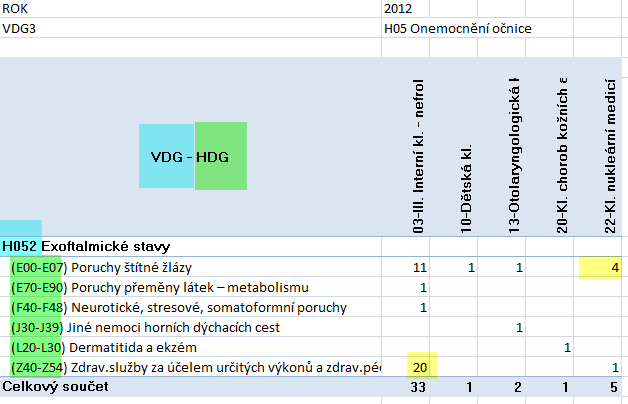 ROK 2012
VDG3 H05 Onemocnění očnice
VDG - HDG
03-III. Interní kl. - nefrol
10-Dětská kl.
13-Otolaryngologická
20-Kl. chorob kožních
22-Kl. nukleární medicí
H052 Exoftalmické stavy
(E00-E07) Poruchy štítné žlázy 11 1 1 4
(E70-E90) Poruchy přeměny látek – metabolismu 1
(F40-F48) Neurotické, stresové, somatoformní poruchy 1
(J30-J39) Jiné nemoci horních dýchacích cest 1
(L20-L30) Dermatitida a ekzém 1
(Z40-Z54) Zdrav.služby za účelem určitých výkonů a zdrav.péč 20 1
Celkový součet 33 1 2 1 5